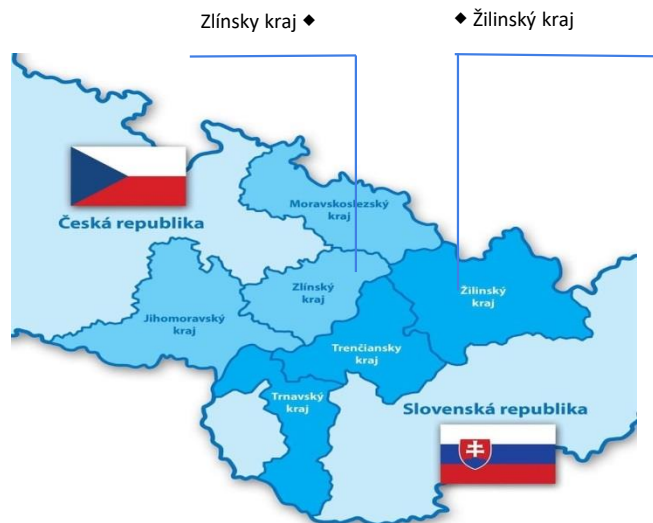 Zlínsky kraj ◆
◆ Žilinský kraj
Moravskoslezský
kraj
Česká republika
Zlínský
kraj
Žilinský
kraj
Jihomoravský
kraj
Trenčiansky
kraj
Trnavský
kraj
Slovenská republika